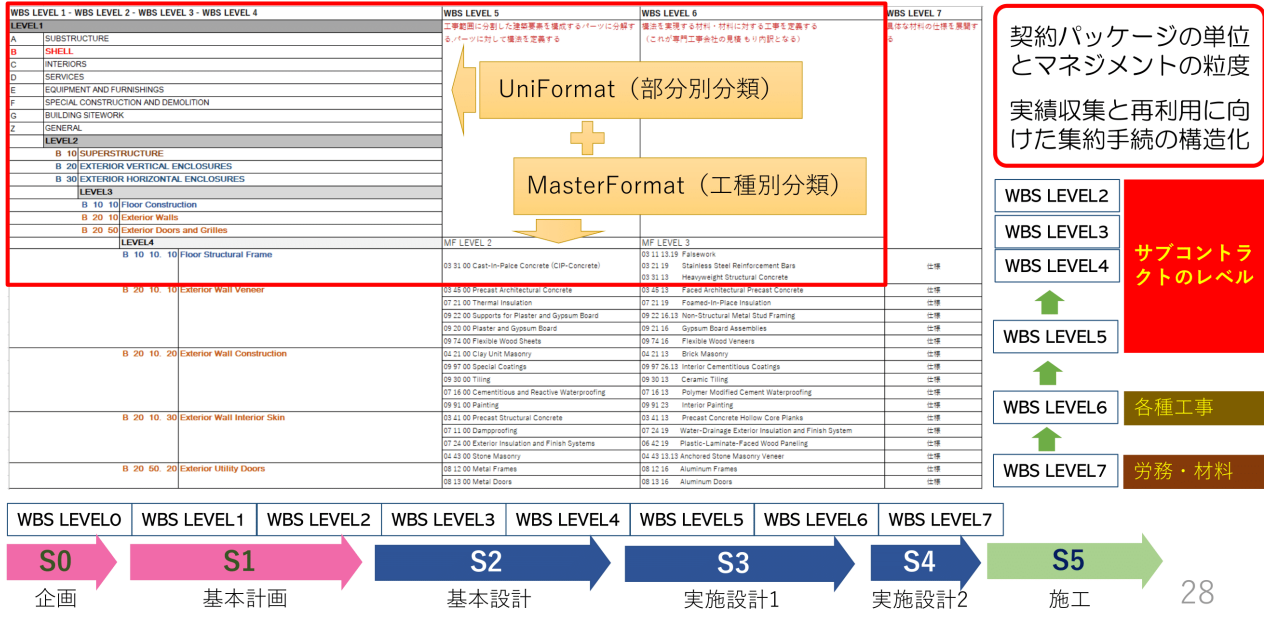 WBS LEVEL 1 - WBS LEVEL 2 - WBS LEVEL 3 - WBS LEVEL 4 WBS LEVEL 5 WBS LEVEL 6 WBS LEVEL 7
LEVEL1
工事範囲に分割した建築要素を構成するパーツに分解す
る,パーツに対して構法を定義する
構法を実現する材料・材料に対する工事を定義する
(これが専門工事会社の見積もり内訳となる)
具体な材料の仕様を展開す
る
A SUBSTRUCTURE
B SHELL
C INTERIORS
D SERVICES
E EQUIPMENT AND FURNISHINGS
F SPECIAL CONSTRUCTION AND DEMOLITION
G BUILDING SITEWORK
Z GENERAL
LEVEL2
B 10 SUPERSTRUCTURE
B 20 EXTERIOR VERTICAL ENCLOSURES
B 30 EXTERIOR HORIZONTAL ENCLOSURES
LEVEL3
B 10 10 Floor Construction
B 20 10 Exterior Walls
B 20 50 Exterior Doors and Grilles
LEVEL4 MF LEVEL 2 MF LEVEL 3
UniFormat(部分別分類)
MasterFormat(工種別分類)
B 10 10. 10 Floor Structural Frame
03 31 00 Cast-In-Palce Concrete (CIP-Concrete)
03 11 13.19 Falsework
03 21 19 Stainless Steel Reinforcement Bars
03 31 13 Heavyweight Structural Concrete
仕様
B 20 10. 10 Exterior Wall Veneer
03 45 00 Precast Architectural Concrete 03 45 13 Faced Architectural Precast Concrete 仕様
07 21 00 Thermal Insulation 07 21 19 Foamed-In-Place Insulation 仕様
09 22 00 Supports for Plaster and Gypsum Board 09 22 16.13 Non-Structural Metal Stud Framing 仕様
09 20 00 Plaster and Gypsum Board 09 21 16 Gypsum Board Assemblies 仕様
09 74 00 Flexible Wood Sheets 09 74 16 Flexible Wood Veneers 仕様
B 20 10. 20 Exterior Wall Construction
04 21 00 Clay Unit Masonry 04 21 13 Brick Masonry 仕様
09 97 00 Special Coatings 09 97 26.13 Interior Cementitious Coatings 仕様
09 30 00 Tiling 09 30 13 Ceramic Tiling 仕様
07 16 00 Cementitious and Reactive Waterproofing 07 16 13 Polymer Modified Cement Waterproofing 仕様
09 91 00 Painting 09 91 23 Interior Painting 仕様
B 20 10. 30 Exterior Wall Interior Skin
03 41 00 Precast Structural Concrete 03 41 13 Precast Concrete Hollow Core Planks 仕様
07 11 00 Dampproofing 07 24 19 Water-Drainage Exterior Insulation and Finish System 仕様
07 24 00 Exterior Insulation and Finish Systems 06 42 19 Plastic-Laminate-Faced Wood Paneling 仕様
04 43 00 Stone Masonry 04 43 13.13 Anchored Stone Masonry Veneer 仕様
B 20 50. 20 Exterior Utility Doors
08 12 00 Metal Frames 08 12 16 Aluminum Frames 仕様
08 13 00 Metal Doors 08 13 16 Aluminum Doors 仕様
契約パッケージの単位
とマネジメントの粒度
実績収集と再利用に向
けた集約手続の構造化
WBS LEVEL2
WBS LEVEL3
WBS LEVEL4
WBS LEVEL5
サブコントラ
クトのレベル
WBS LEVEL6 各種工事
WBS LEVEL7 労務・材料
WBS LEVEL0 WBS LEVEL1 WBS LEVEL2 WBS LEVEL3 WBS LEVEL4 WBS LEVEL5 WBS LEVEL6 WBS LEVEL7
S0 S1 S2 S3 S4 S5
企画 基本計画 基本設計 実施設計1 実施設計2 施工
28